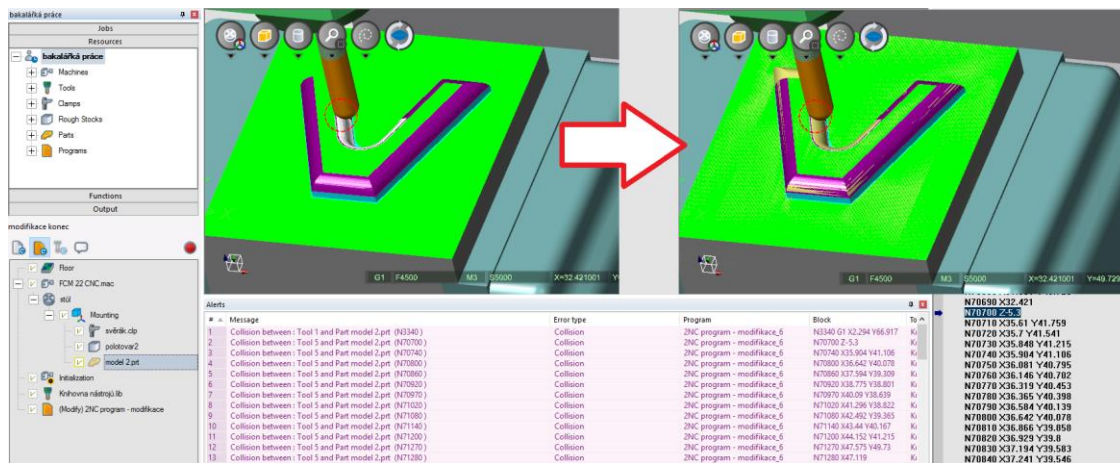 bakalářká práce
Jobs
Resources
bakalářká práce
Machines
Tools
Clamps
Rough Stocks
Parts
Programs
Functions
Output
modifikace konec
Floor
FCM 22 CNC.mac
stůl
Mounting
svěrák.clp
polotovar2
model 2.prt
Initialization
Knihovna nástrojů.lib
(Modify) 2NC program - modifikace
G1 F4500 M3 S5000 X=32.421001
G1 F4500 M3 S5000 X=32.421001 Y=49.729
Alerts
# Message Error type Program Block
1 Collision between : Tool 1 and Part model 2.prt (N3340 ) Collision 2NC program - modifikace_6 N3340 G1 X2.294 Y66.917
2 Collision between : Tool 5 and Part model 2.prt (N70700 ) Collision 2NC program - modifikace_6 N70700 Z-5.3
3 Collision between : Tool 5 and Part model 2.prt (N70740 ) Collision 2NC program - modifikace_6 N70740 X35.904 Y41.106
4 Collision between : Tool 5 and Part model 2.prt (N70800 ) Collision 2NC program - modifikace_6 N70800 X36.642 Y40.078
5 Collision between : Tool 5 and Part model 2.prt (N70860 ) Collision 2NC program - modifikace_6 N70860 X37.594 Y39.309
6 Collision between : Tool 5 and Part model 2.prt (N70920 ) Collision 2NC program - modifikace_6 N70920 X38.775 Y38.801
7 Collision between : Tool 5 and Part model 2.prt (N70970 ) Collision 2NC program - modifikace_6 N70970 X40.09 Y38.639
8 Collision between : Tool 5 and Part model 2.prt (N71020 ) Collision 2NC program - modifikace_6 N71020 X41.296 Y38.822
9 Collision between : Tool 5 and Part model 2.prt (N71080 ) Collision 2NC program - modifikace_6 N71080 X42.492 Y39.365
10 Collision between : Tool 5 and Part model 2.prt (N71140 ) Collision 2NC program - modifikace_6 N71140 X43.44 Y40.167
11 Collision between : Tool 5 and Part model 2.prt (N71200 ) Collision 2NC program - modifikace_6 N71200 X44.152 Y41.215
12 Collision between : Tool 5 and Part model 2.prt (N71270 ) Collision 2NC program - modifikace_6 N71270 X47.575 Y49.73
13 Collision between : Tool 5 and Part model 2.prt (N71280 ) Collision 2NC program - modifikace_6 N71280 X47.119
N70690 X32.421
N70700 Z-5.3
N70710 X35.61 Y41.759
N70720 X35.7 Y41.541
N70730 X35.848 Y41.215
N70740 X35.904 Y41.106
N70750 X36.081 Y40.795
N70760 X36.146 Y40.702
N70770 X36.319 Y40.453
N70780 X36.365 Y40.398
N70790 X36.584 Y40.139
N70800 X36.642 Y40.078
N70810 X36.866 Y39.858
N70820 X36.929 Y39.8
N70830 X37.194 Y39.583
N70840 X37.241 Y39.546